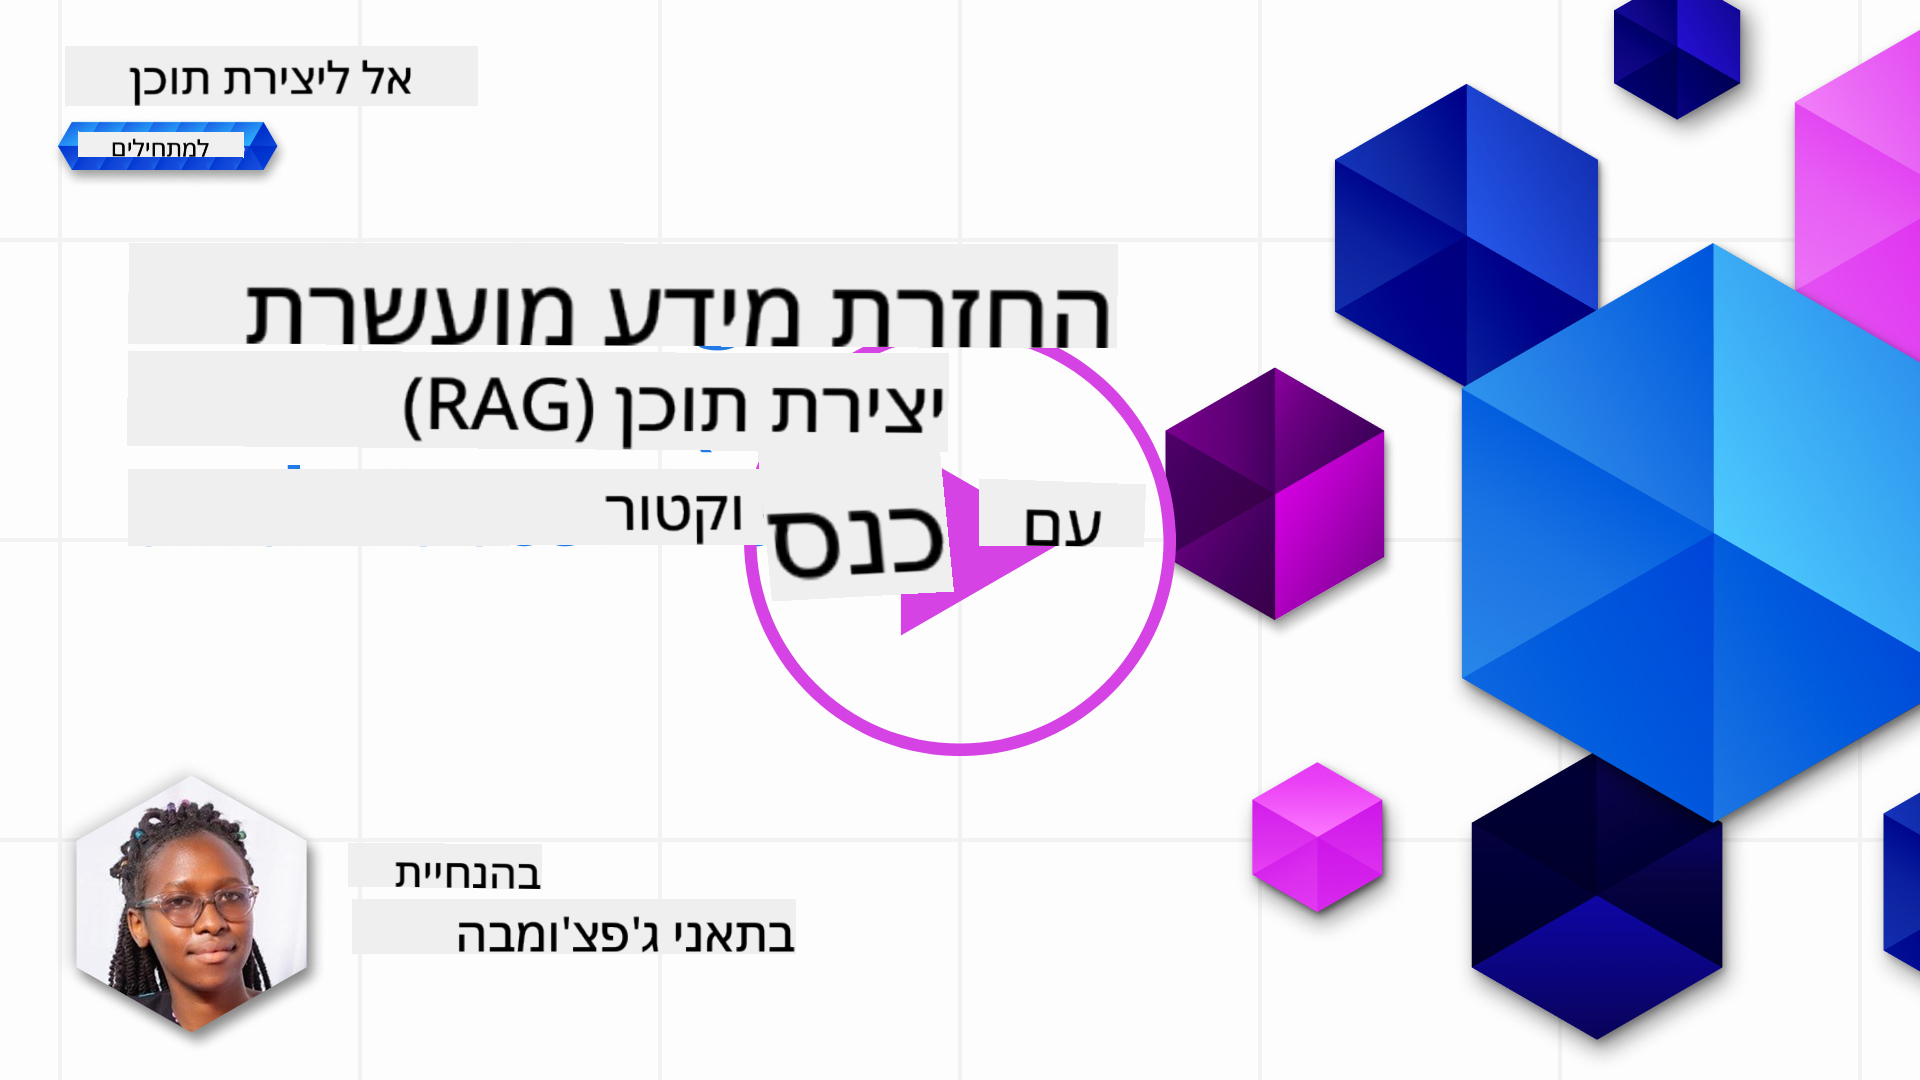 אל ליצירת תוכן
למתחילים
החזרת מידע מועשרת
יצירת תוכן (RAG)
עם כנס וקטור
בהנחיית
בתאני ג'פצ'ומבה